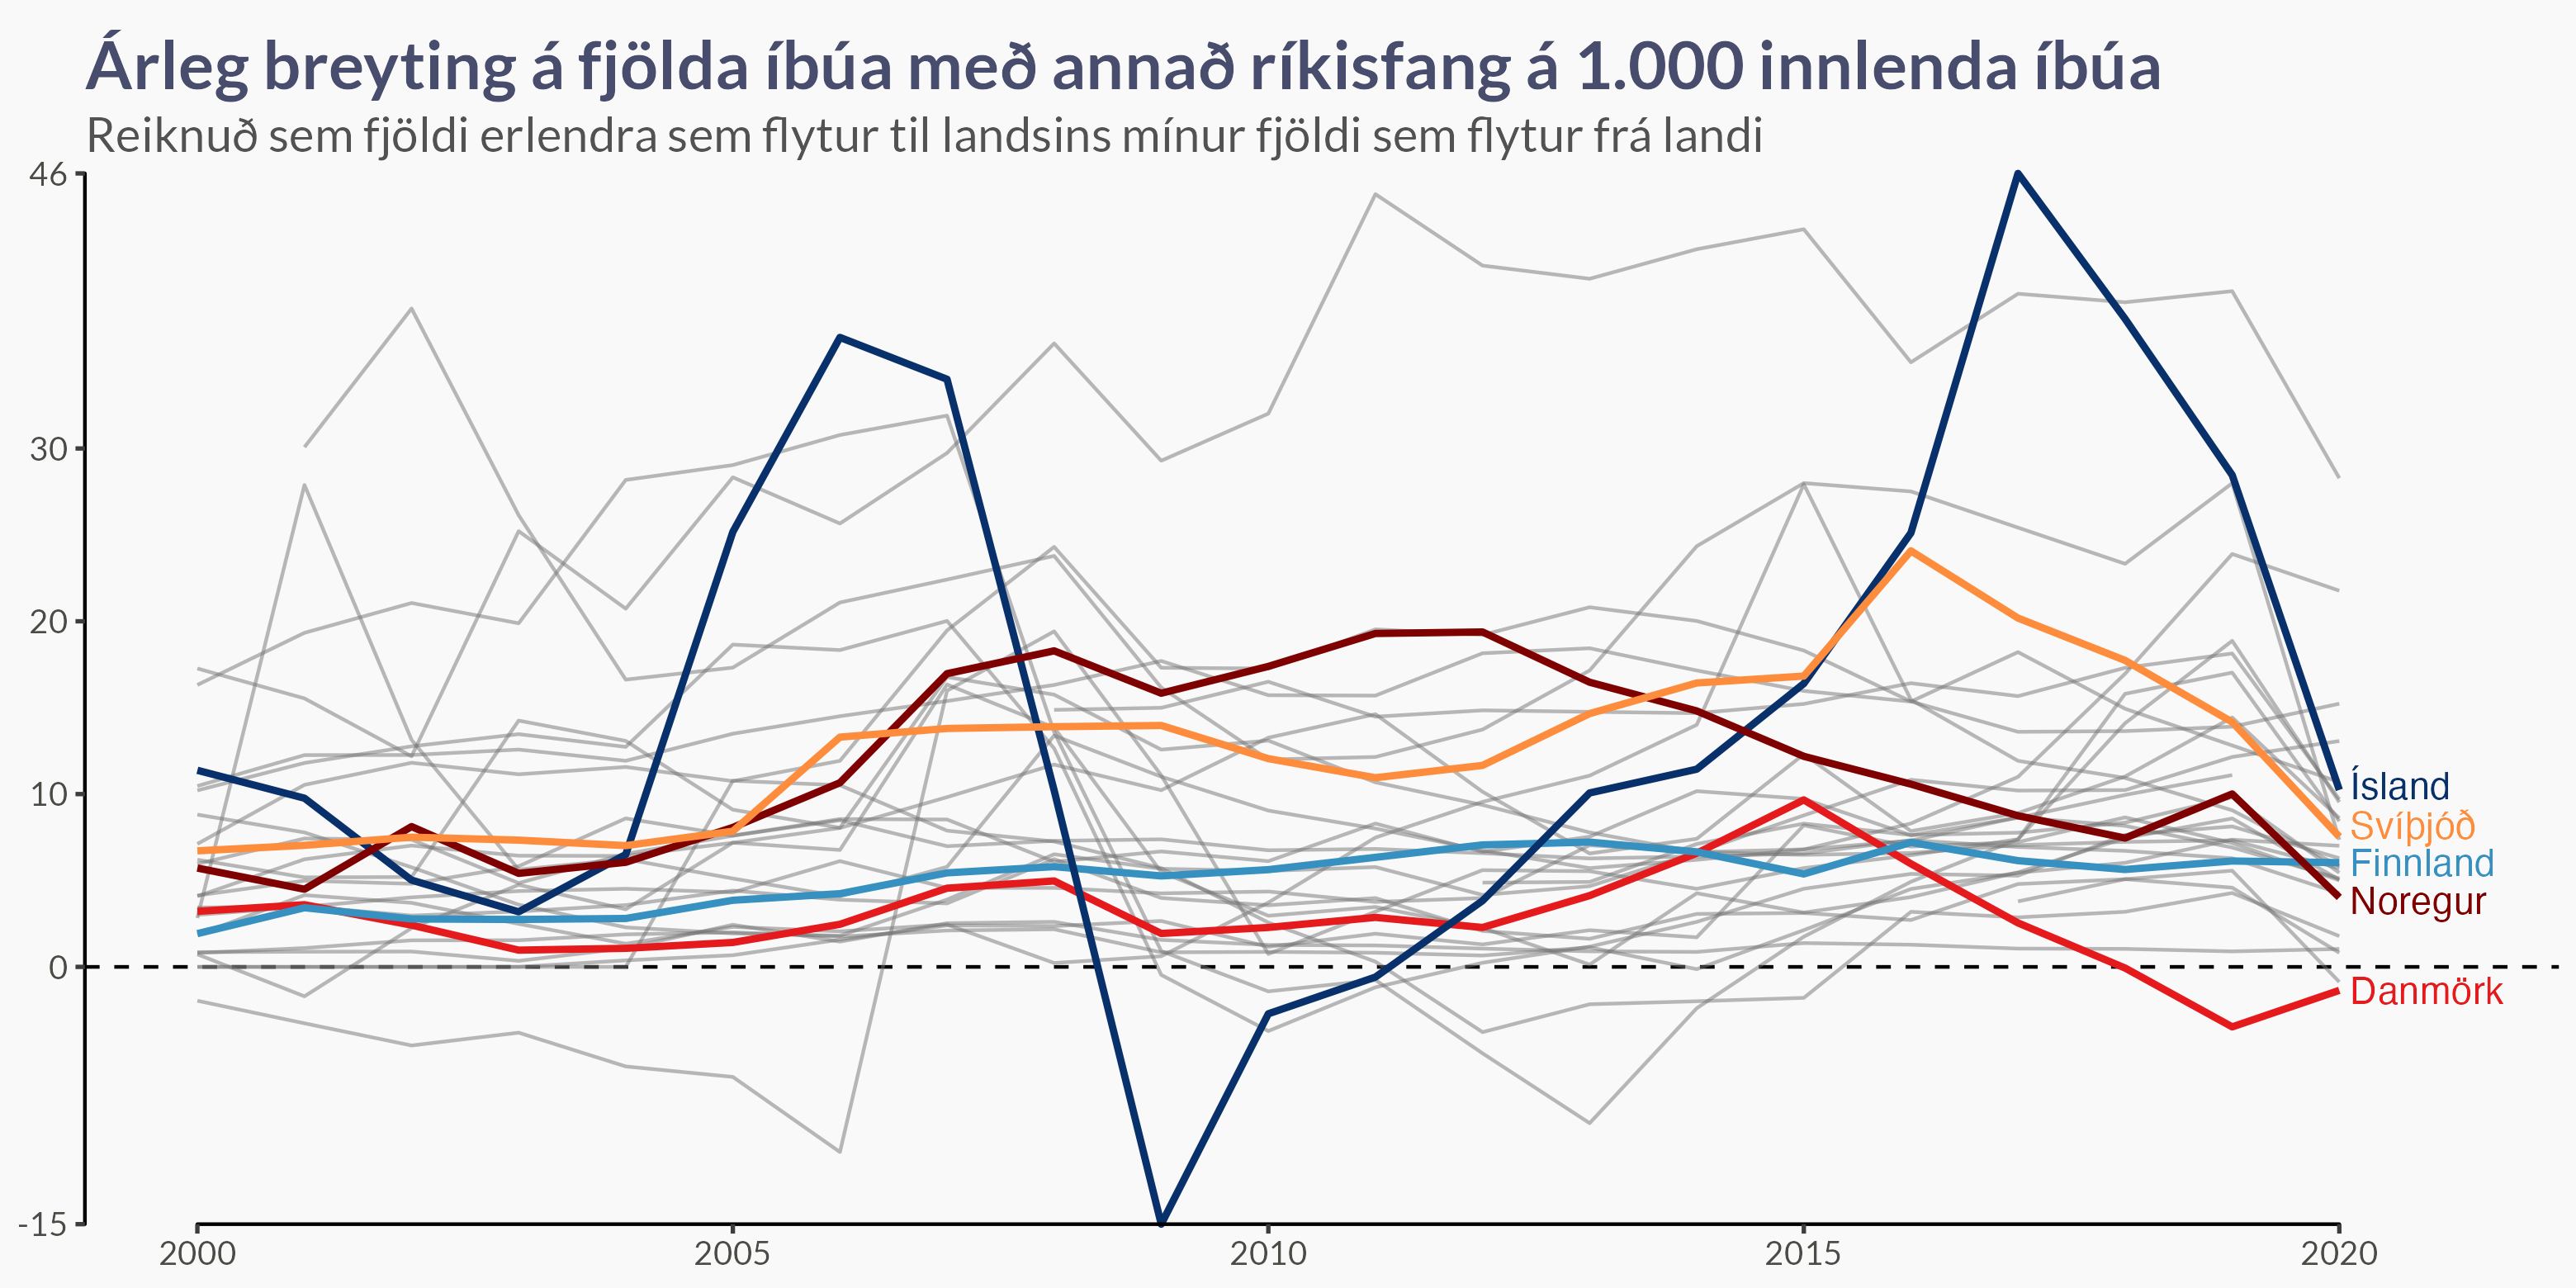 Árleg breyting á fjölda íbúa með annað ríkisfang á 1.000 innlenda íbúa
Reiknuð sem fjöldi erlendra sem flytur til landsins mínur fjöldi sem flytur frá landi
46
30
20
10
0
-15
Ísland
Svíþjóð
Finnland
Noregur
Danmörk
2000
2005
2010
2015
2020